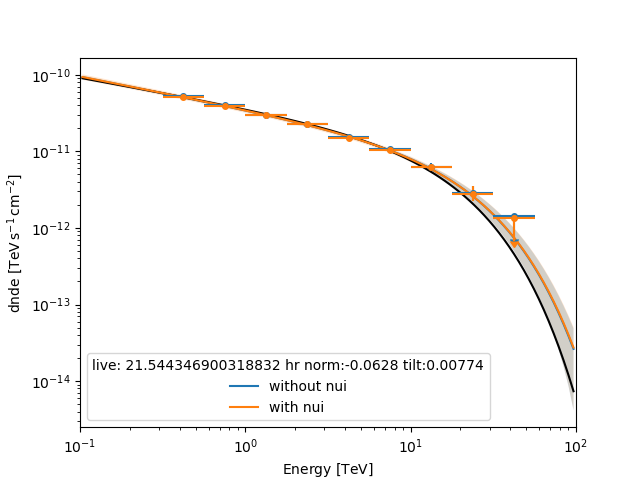 10⁻¹⁰
10⁻¹¹
10⁻¹²
10⁻¹³
10⁻¹⁴
dnde [TeV s⁻¹ cm⁻²]
live: 21.544346900318832 hr norm:-0.0628 tilt:0.00774
without nui
with nui
10⁻¹ 10⁰ 10¹ 10²
Energy [TeV]